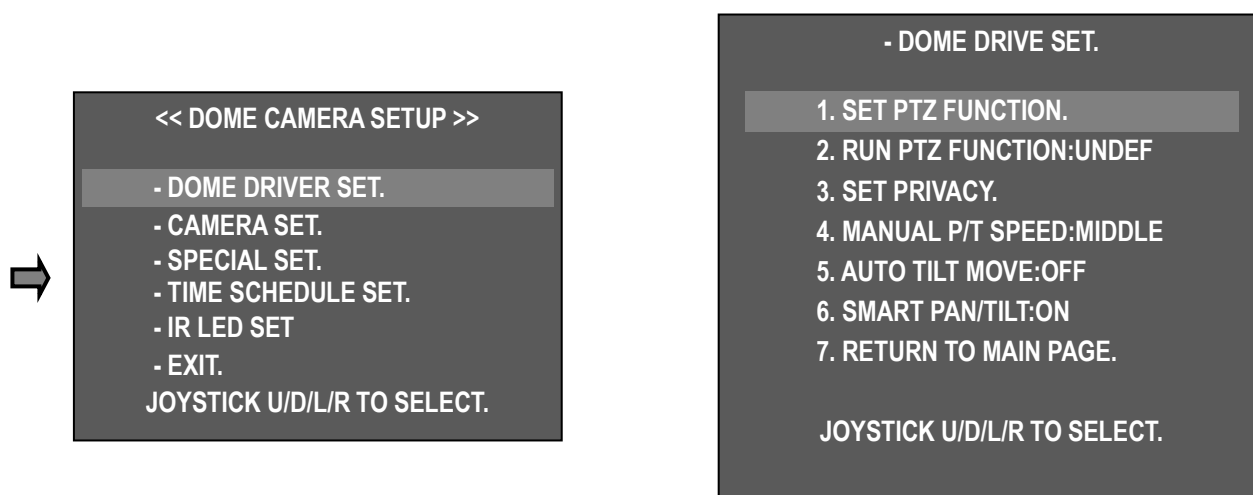 << DOME CAMERA SETUP >>
- DOME DRIVER SET.
- CAMERA SET.
- SPECIAL SET.
- TIME SCHEDULE SET.
- IR LED SET
- EXIT.
JOYSTICK U/D/L/R TO SELECT.
- DOME DRIVE SET.
1. SET PTZ FUNCTION.
2. RUN PTZ FUNCTION:UNDEF
3. SET PRIVACY.
4. MANUAL P/T SPEED:MIDDLE
5. AUTO TILT MOVE:OFF
6. SMART PAN/TILT:ON
7. RETURN TO MAIN PAGE.
JOYSTICK U/D/L/R TO SELECT.